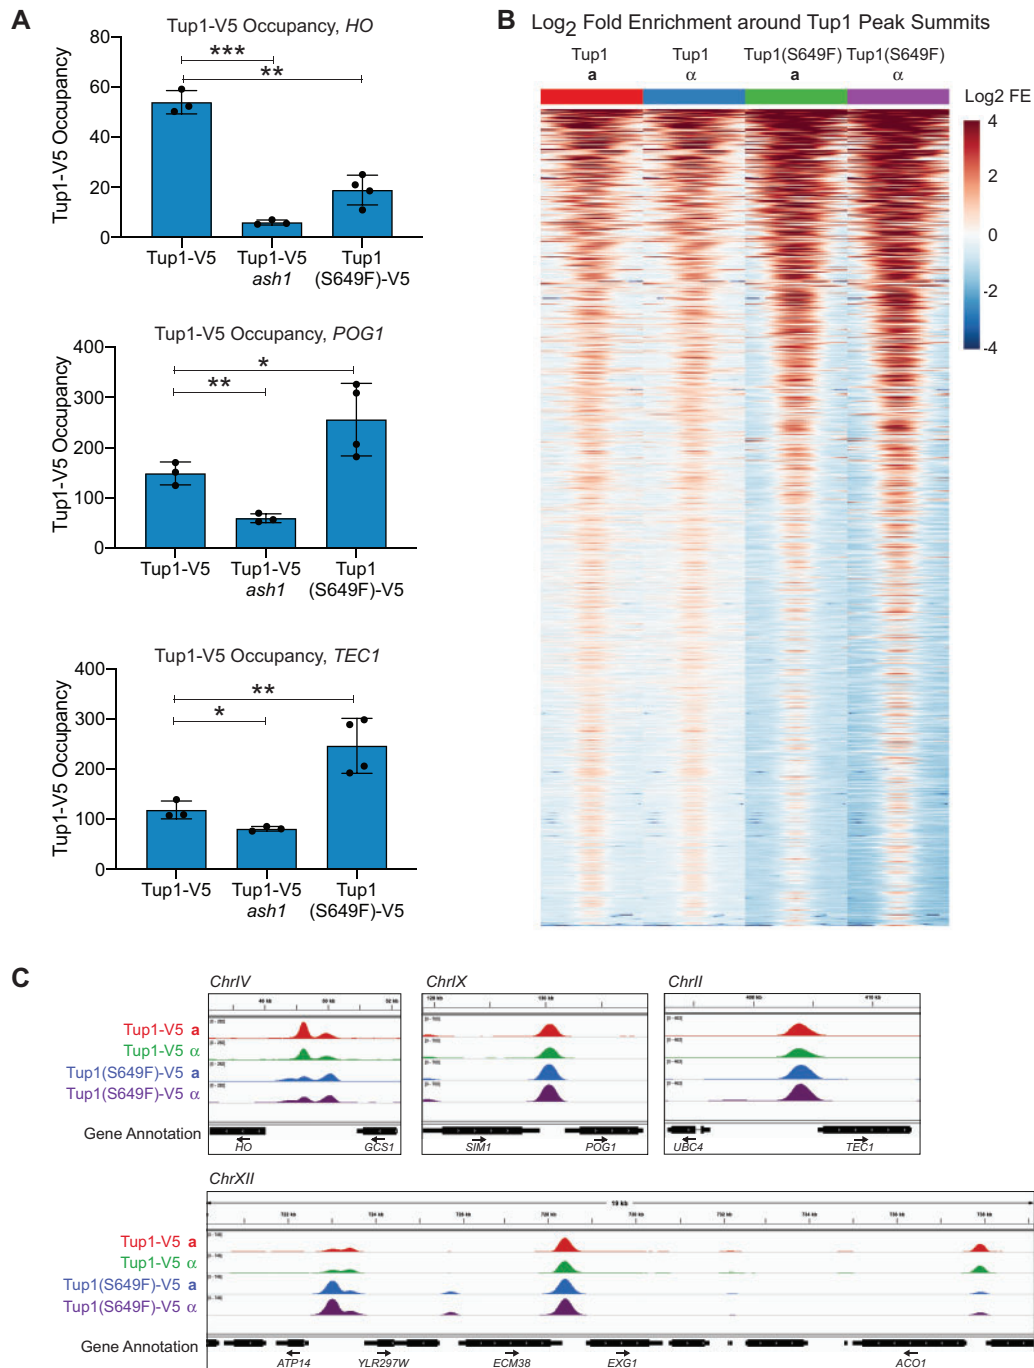 A
Tup1-V5 Occupancy, HO
Tup1-V5 Occupancy
80
60
40
20
0
***
**
Tup1-V5
Tup1-V5
ash1
Tup1
(S649F)-V5
Tup1-V5 Occupancy, POG1
Tup1-V5 Occupancy
400
300
200
100
0
*
**
Tup1-V5
Tup1-V5
ash1
Tup1
(S649F)-V5
Tup1-V5 Occupancy, TEC1
Tup1-V5 Occupancy
400
300
200
100
0
**
*
Tup1-V5
Tup1-V5
ash1
Tup1
(S649F)-V5
B
Log2 Fold Enrichment around Tup1 Peak Summits
Tup1 Tup1 Tup1(S649F) Tup1(S649F)
a α a α
Log2 FE
4
2
0
-2
-4
C
ChrIV
Tup1-V5 a
Tup1-V5 α
Tup1(S649F)-V5 a
Tup1(S649F)-V5 α
Gene Annotation
HO GCS1
ChrIX
SIM1 POG1
ChrII
UBC4 TEC1
ChrXII
19 kb
Tup1-V5 a
Tup1-V5 α
Tup1(S649F)-V5 a
Tup1(S649F)-V5 α
Gene Annotation
ATP14 YLR297W ECM38 EXG1 ACO1